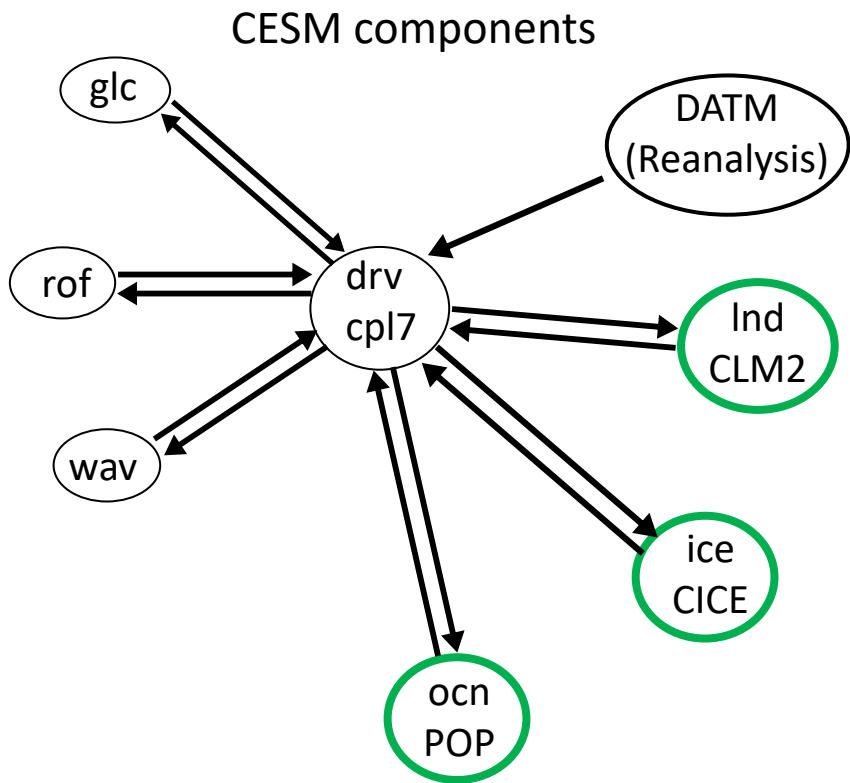 CESM components
glc
DATM
(Reanalysis)
rof
drv
cpl7
lnd
CLM2
wav
ice
CICE
ocn
POP